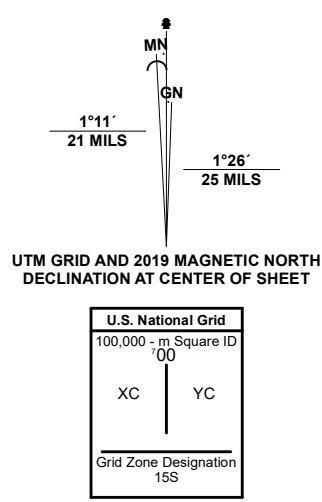 MN
GN
1°11´
21 MILS
1°26´
25 MILS
UTM GRID AND 2019 MAGNETIC NORTH
DECLINATION AT CENTER OF SHEET
U.S. National Grid
100,000 - m Square ID
⁷00
XC YC
Grid Zone Designation
15S